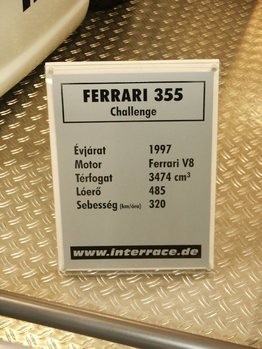 FERRARI 355
Challenge
Évjárat 1997
Motor Ferrari V8
Térfogat 3474 cm³
Lóerő 485
Sebesség (km/óra) 320
www.interrace.de